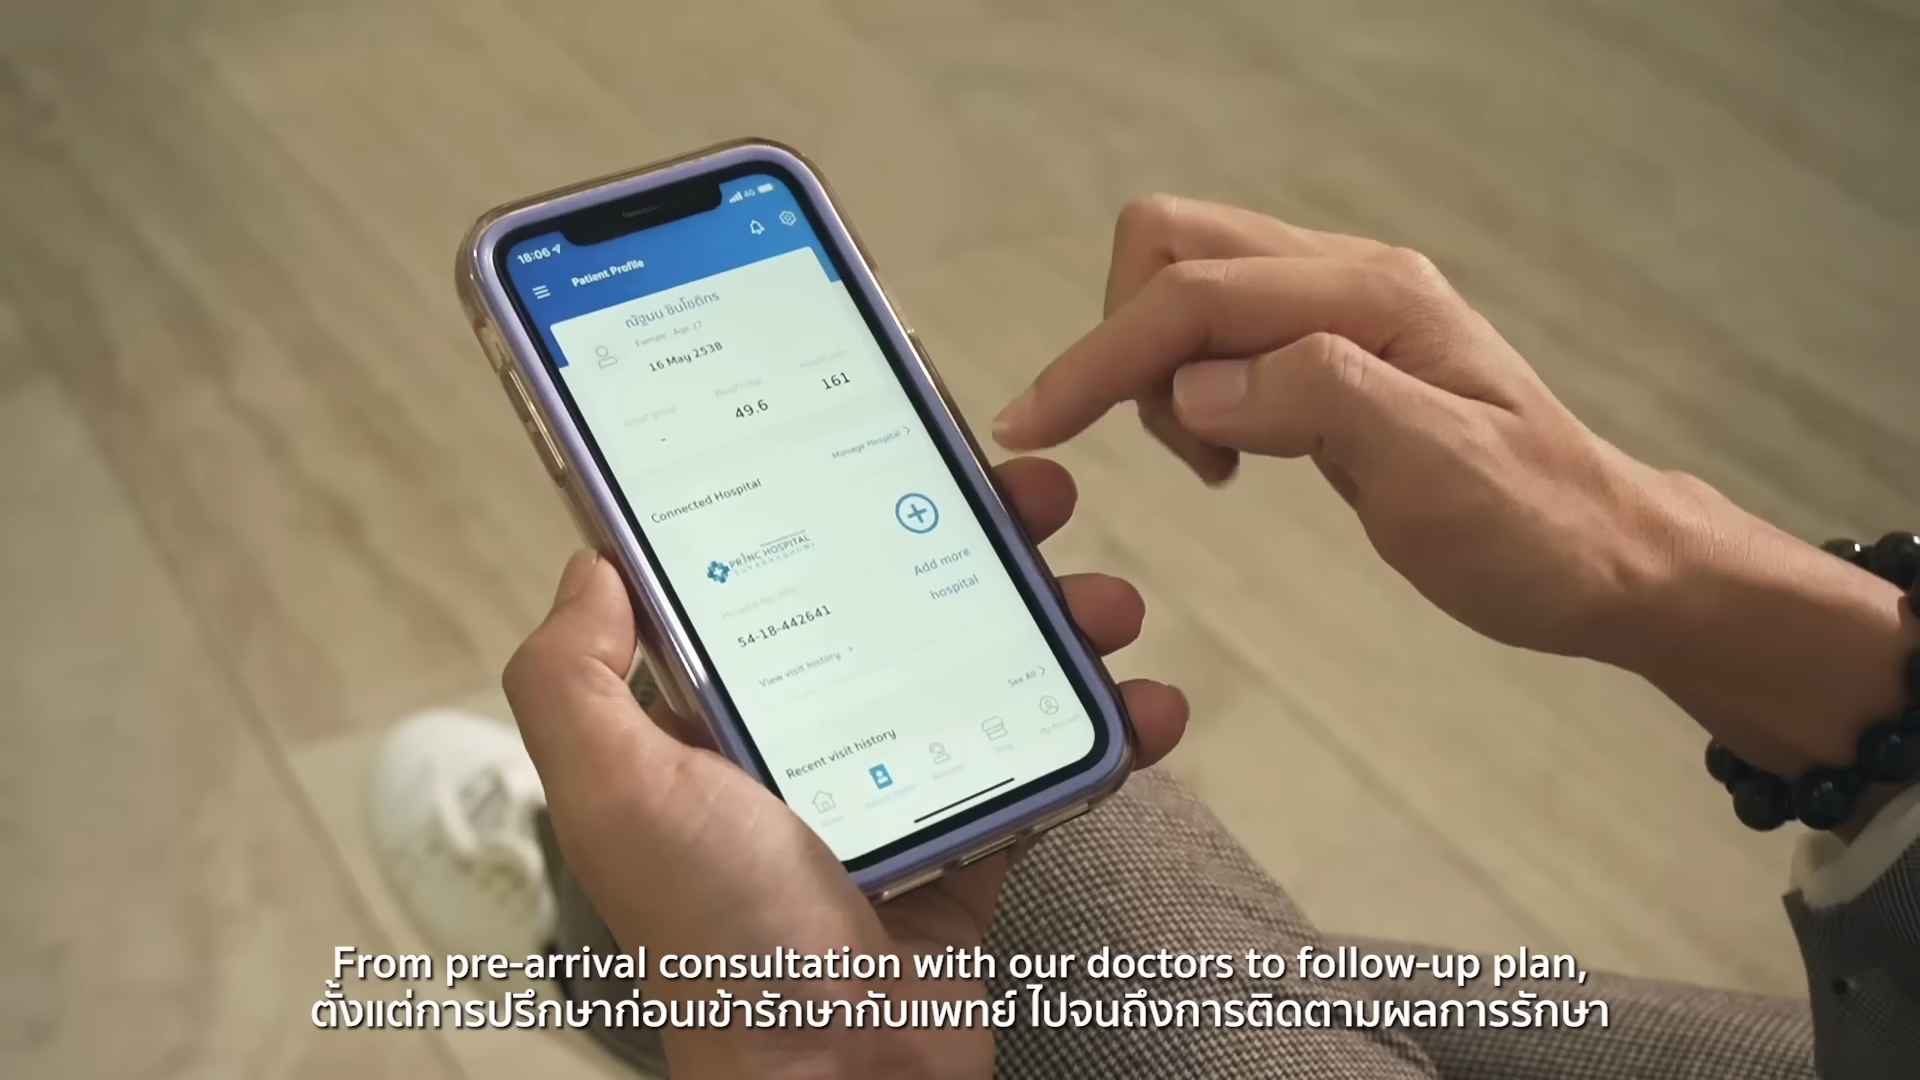 18:06
4G
Patient Profile
ณัฐนน ชินโชติกร
Female , Age 27
16 May 2538
49.6
161
-
Manage Hospital >
Connected Hospital
PRINC HOSPITAL
Add more
hospital
54-18-442641
View visit history >
See All >
Recent visit history
From pre-arrival consultation with our doctors to follow-up plan,
ตั้งแต่การปรึกษาก่อนเข้ารักษากับแพทย์ ไปจนถึงการติดตามผลการรักษา